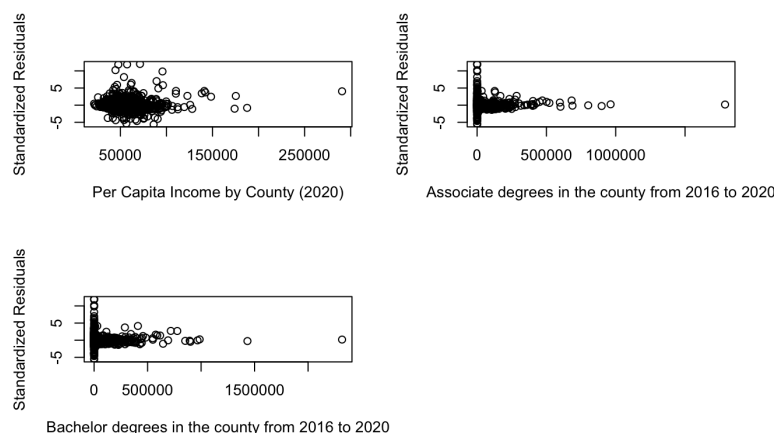 Standardized Residuals
5
-5
50000 150000 250000
Per Capita Income by County (2020)
Standardized Residuals
5
-5
0 500000 1000000
Associate degrees in the county from 2016 to 2020
Standardized Residuals
5
-5
0 500000 1500000
Bachelor degrees in the county from 2016 to 2020